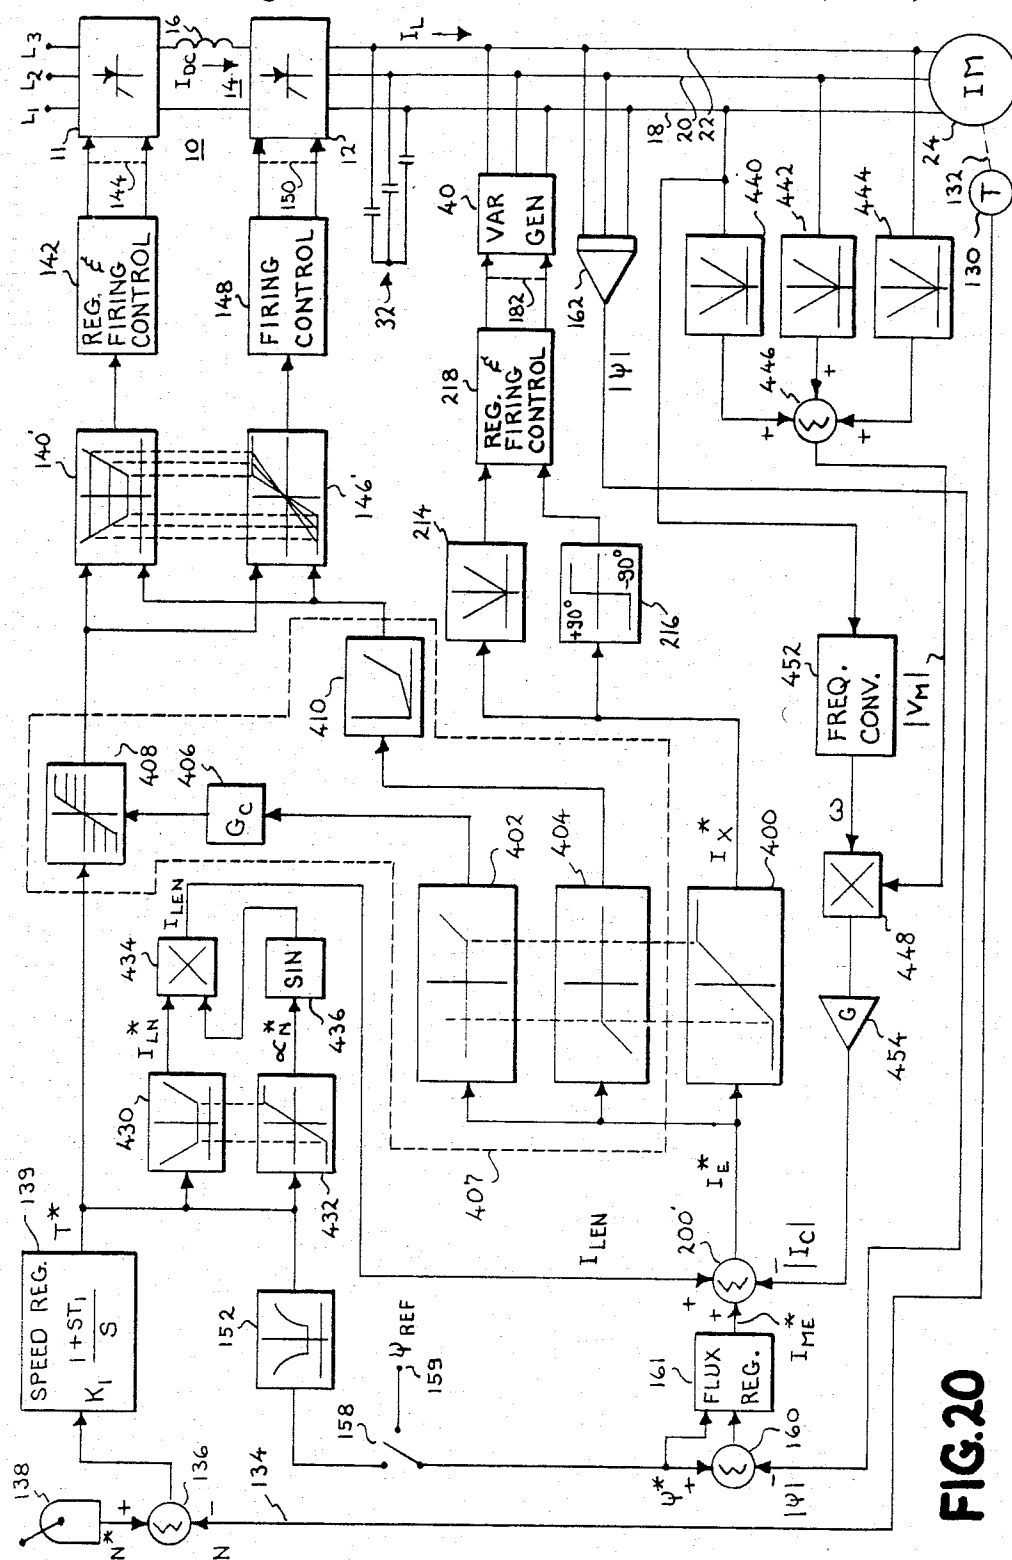 138
N*
+
136
-
N
134
SPEED REG.
K1 1 + ST1 / S
139
T*
152
158
159
ψREF
ψ*
+
-
|ψ|
160
161
FLUX
REG.
I*ME
+
+
200'
-
|IC|
ILEN
I*E
430
432
I*LN
∝*N
434
ILEN
SIN
436
407
402
404
400
I*X
408
406
GC
410
140'
146'
214
+90°
-90°
216
142
REG. &
FIRING
CONTROL
148
FIRING
CONTROL
218
REG. &
FIRING
CONTROL
144
150
182
11
10
12
L1
L2
L3
IDC
16
14
32
IL
40
VAR
GEN
162
|ψ|
18
20
22
440
442
444
446
+
+
+
Σ
24
IM
132
T
130
452
FREQ.
CONV.
|VM|
ω
448
G
454
FIG.20